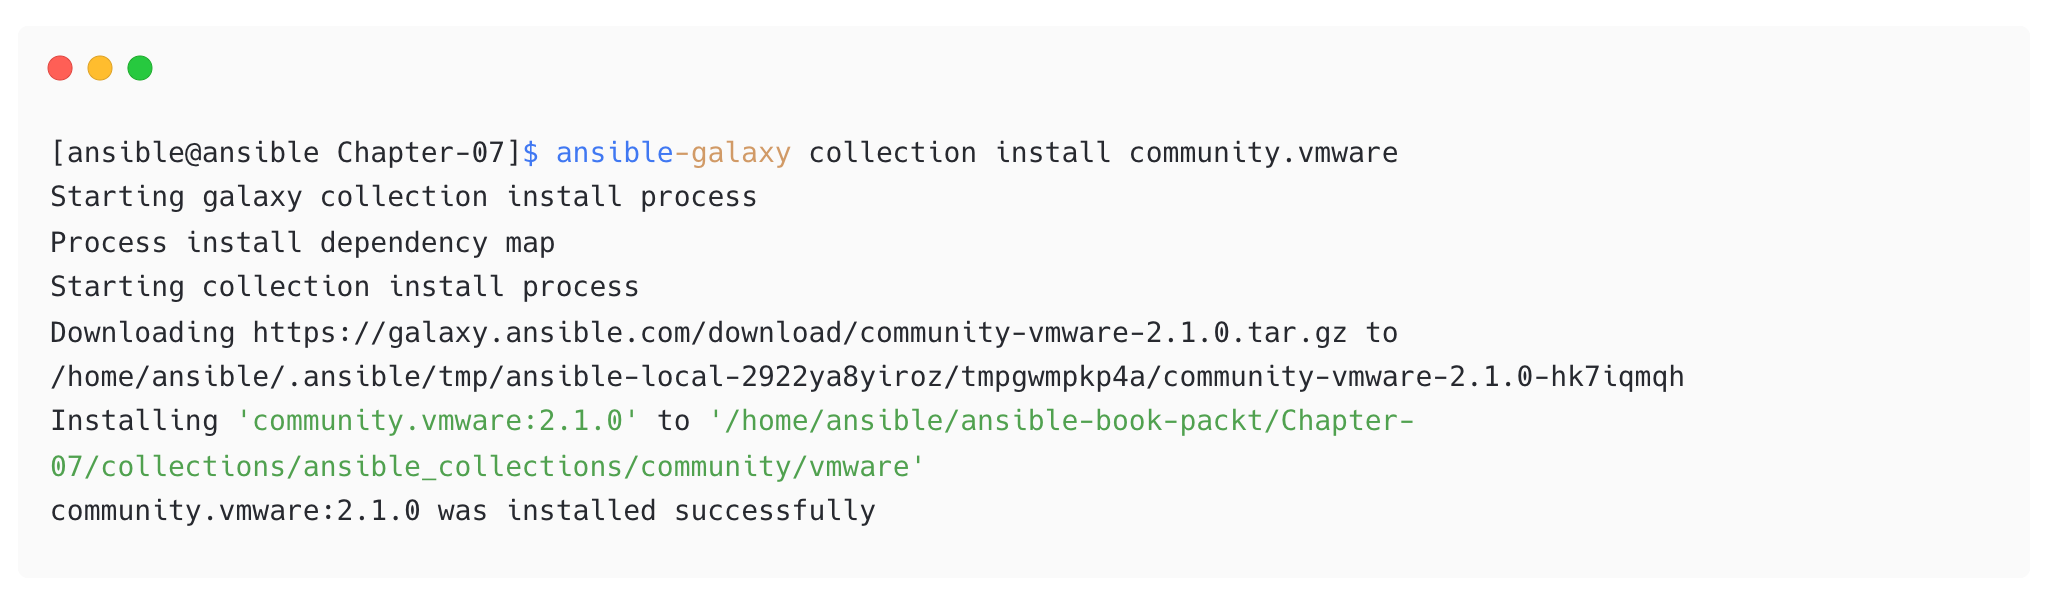 [ansible@ansible Chapter-07]$ ansible-galaxy collection install community.vmware
Starting galaxy collection install process
Process install dependency map
Starting collection install process
Downloading https://galaxy.ansible.com/download/community-vmware-2.1.0.tar.gz to
/home/ansible/.ansible/tmp/ansible-local-2922ya8yiroz/tmpgwmpkp4a/community-vmware-2.1.0-hk7iqmqh
Installing 'community.vmware:2.1.0' to '/home/ansible/ansible-book-packt/Chapter-
07/collections/ansible_collections/community/vmware'
community.vmware:2.1.0 was installed successfully